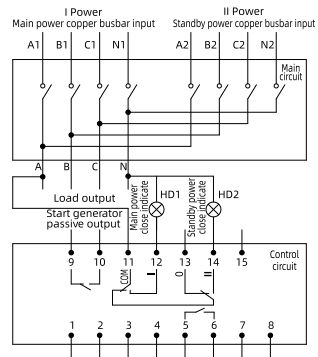 I Power
Main power copper busbar input
II Power
Standby power copper busbar input
A1 B1 C1 N1 A2 B2 C2 N2
Main
circuit
A B C N
Load output
Start generator
passive output
Main power
close indicate
HD1
Standby power
close indicate
HD2
9 10 11 12 13 14 15
Control
circuit
COM I O II
1 2 3 4 5 6 7 8